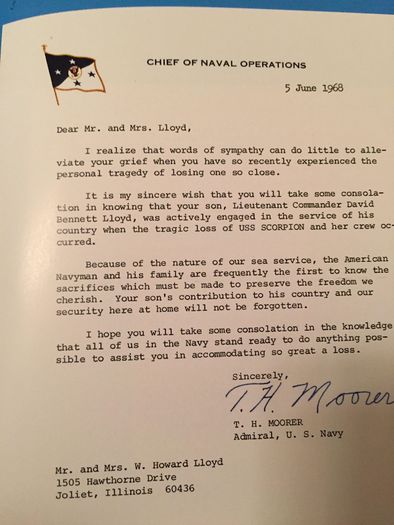 CHIEF OF NAVAL OPERATIONS
5 June 1968
Dear Mr. and Mrs. Lloyd,
I realize that words of sympathy can do little to alle-
viate your grief when you have so recently experienced the
personal tragedy of losing one so close.
It is my sincere wish that you will take some consola-
tion in knowing that your son, Lieutenant Commander David
Bennett Lloyd, was actively engaged in the service of his
country when the tragic loss of USS SCORPION and her crew oc-
curred.
Because of the nature of our sea service, the American
Navyman and his family are frequently the first to know the
sacrifices which must be made to preserve the freedom we
cherish. Your son's contribution to his country and our
security here at home will not be forgotten.
I hope you will take some consolation in the knowledge
that all of us in the Navy stand ready to do anything pos-
sible to assist you in accommodating so great a loss.
Sincerely,
T. H. Moorer
T. H. MOORER
Admiral, U. S. Navy
Mr. and Mrs. W. Howard Lloyd
1505 Hawthorne Drive
Joliet, Illinois 60436